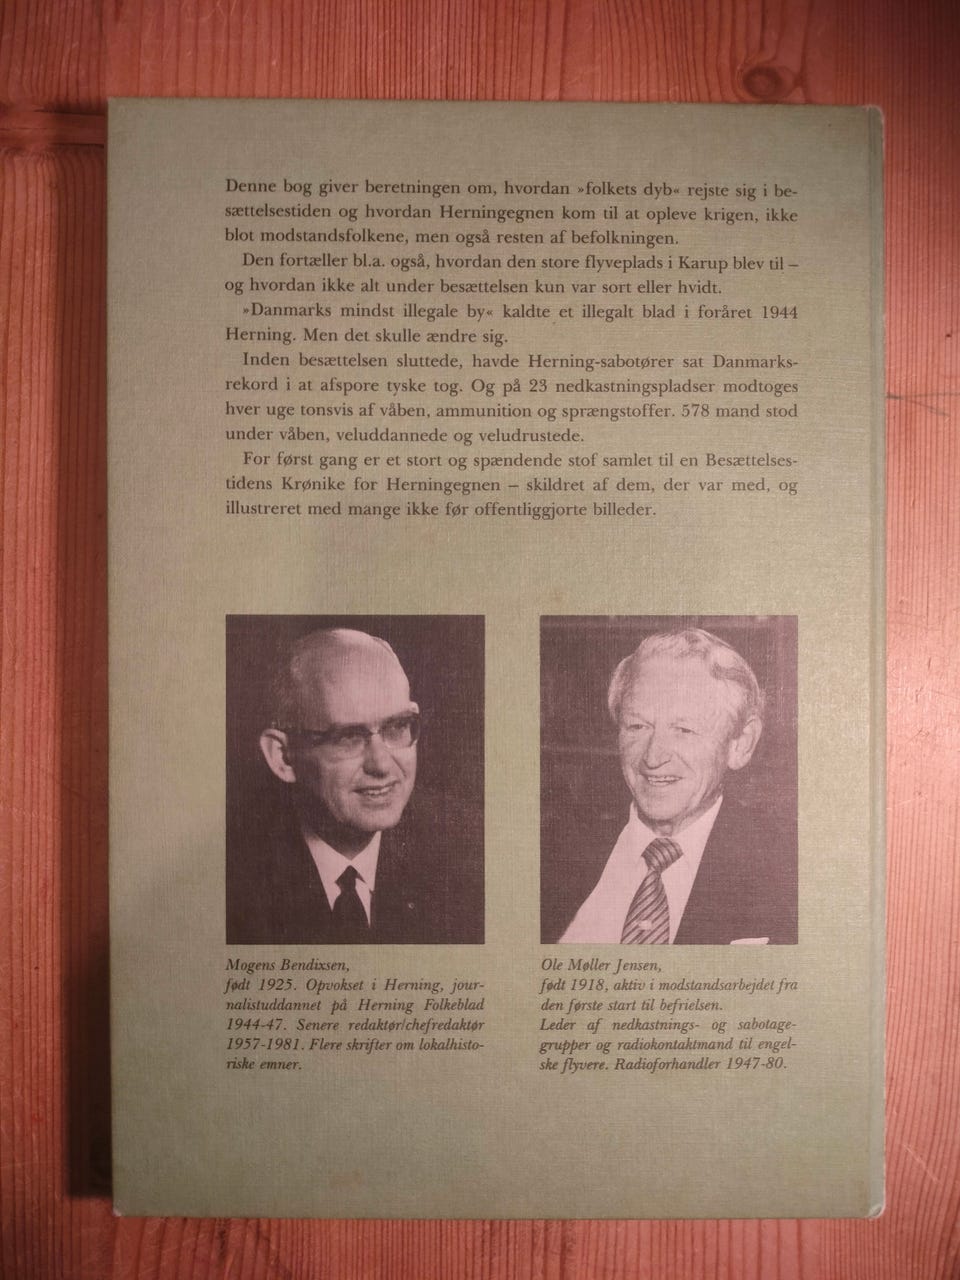 Denne bog giver beretningen om, hvordan »folkets dyb« rejste sig i be-
sættelsestiden og hvordan Herningegnen kom til at opleve krigen, ikke
blot modstandsfolkene, men også resten af befolkningen.
Den fortæller bl.a. også, hvordan den store flyveplads i Karup blev til –
og hvordan ikke alt under besættelsen kun var sort eller hvidt.
»Danmarks mindst illegale by« kaldte et illegalt blad i foråret 1944
Herning. Men det skulle ændre sig.
Inden besættelsen sluttede, havde Herning-sabotører sat Danmarks-
rekord i at afspore tyske tog. Og på 23 nedkastningspladser modtoges
hver uge tonsvis af våben, ammunition og sprængstoffer. 578 mand stod
under våben, veluddannede og veludrustede.
For først gang er et stort og spændende stof samlet til en Besættelses-
tidens Krønike for Herningegnen – skildret af dem, der var med, og
illustreret med mange ikke før offentliggjorte billeder.
Mogens Bendixsen,
født 1925. Opvokset i Herning, jour-
nalistuddannet på Herning Folkeblad
1944-47. Senere redaktør/chefredaktør
1957-1981. Flere skrifter om lokalhisto-
riske emner.
Ole Møller Jensen,
født 1918, aktiv i modstandsarbejdet fra
den første start til befrielsen.
Leder af nedkastnings- og sabotage-
grupper og radiokontaktmand til engel-
ske flyvere. Radioforhandler 1947-80.